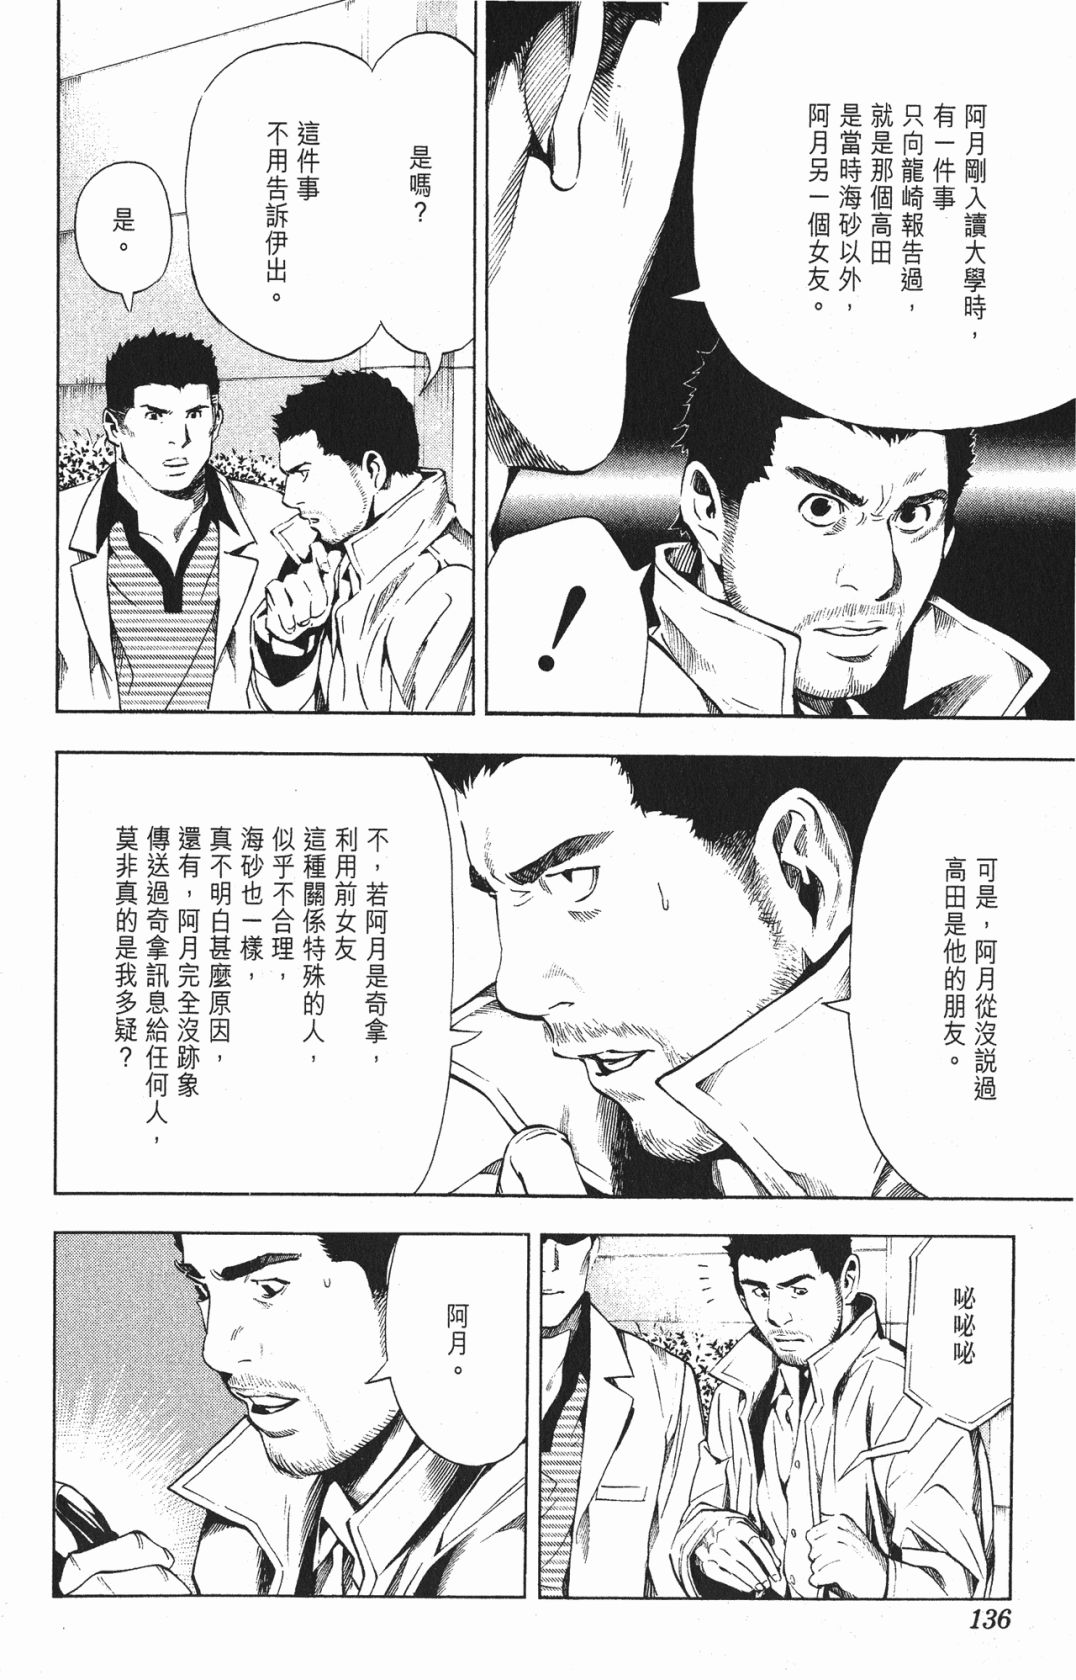 阿月剛入讀大學時，
有一件事
只向龍崎報告過，
就是那個高田
是當時海砂以外，
阿月另一個女友。
！
是嗎？
這件事
不用告訴伊出。
是。
可是，阿月從沒説過
高田是他的朋友。
不，若阿月是奇拿，
利用前女友
這種關係特殊的人，
似乎不合理，
海砂也一樣，
真不明白甚麼原因，
還有，阿月完全沒跡象
傳送過奇拿訊息給任何人，
莫非真的是我多疑？
咇咇咇
阿月。
136